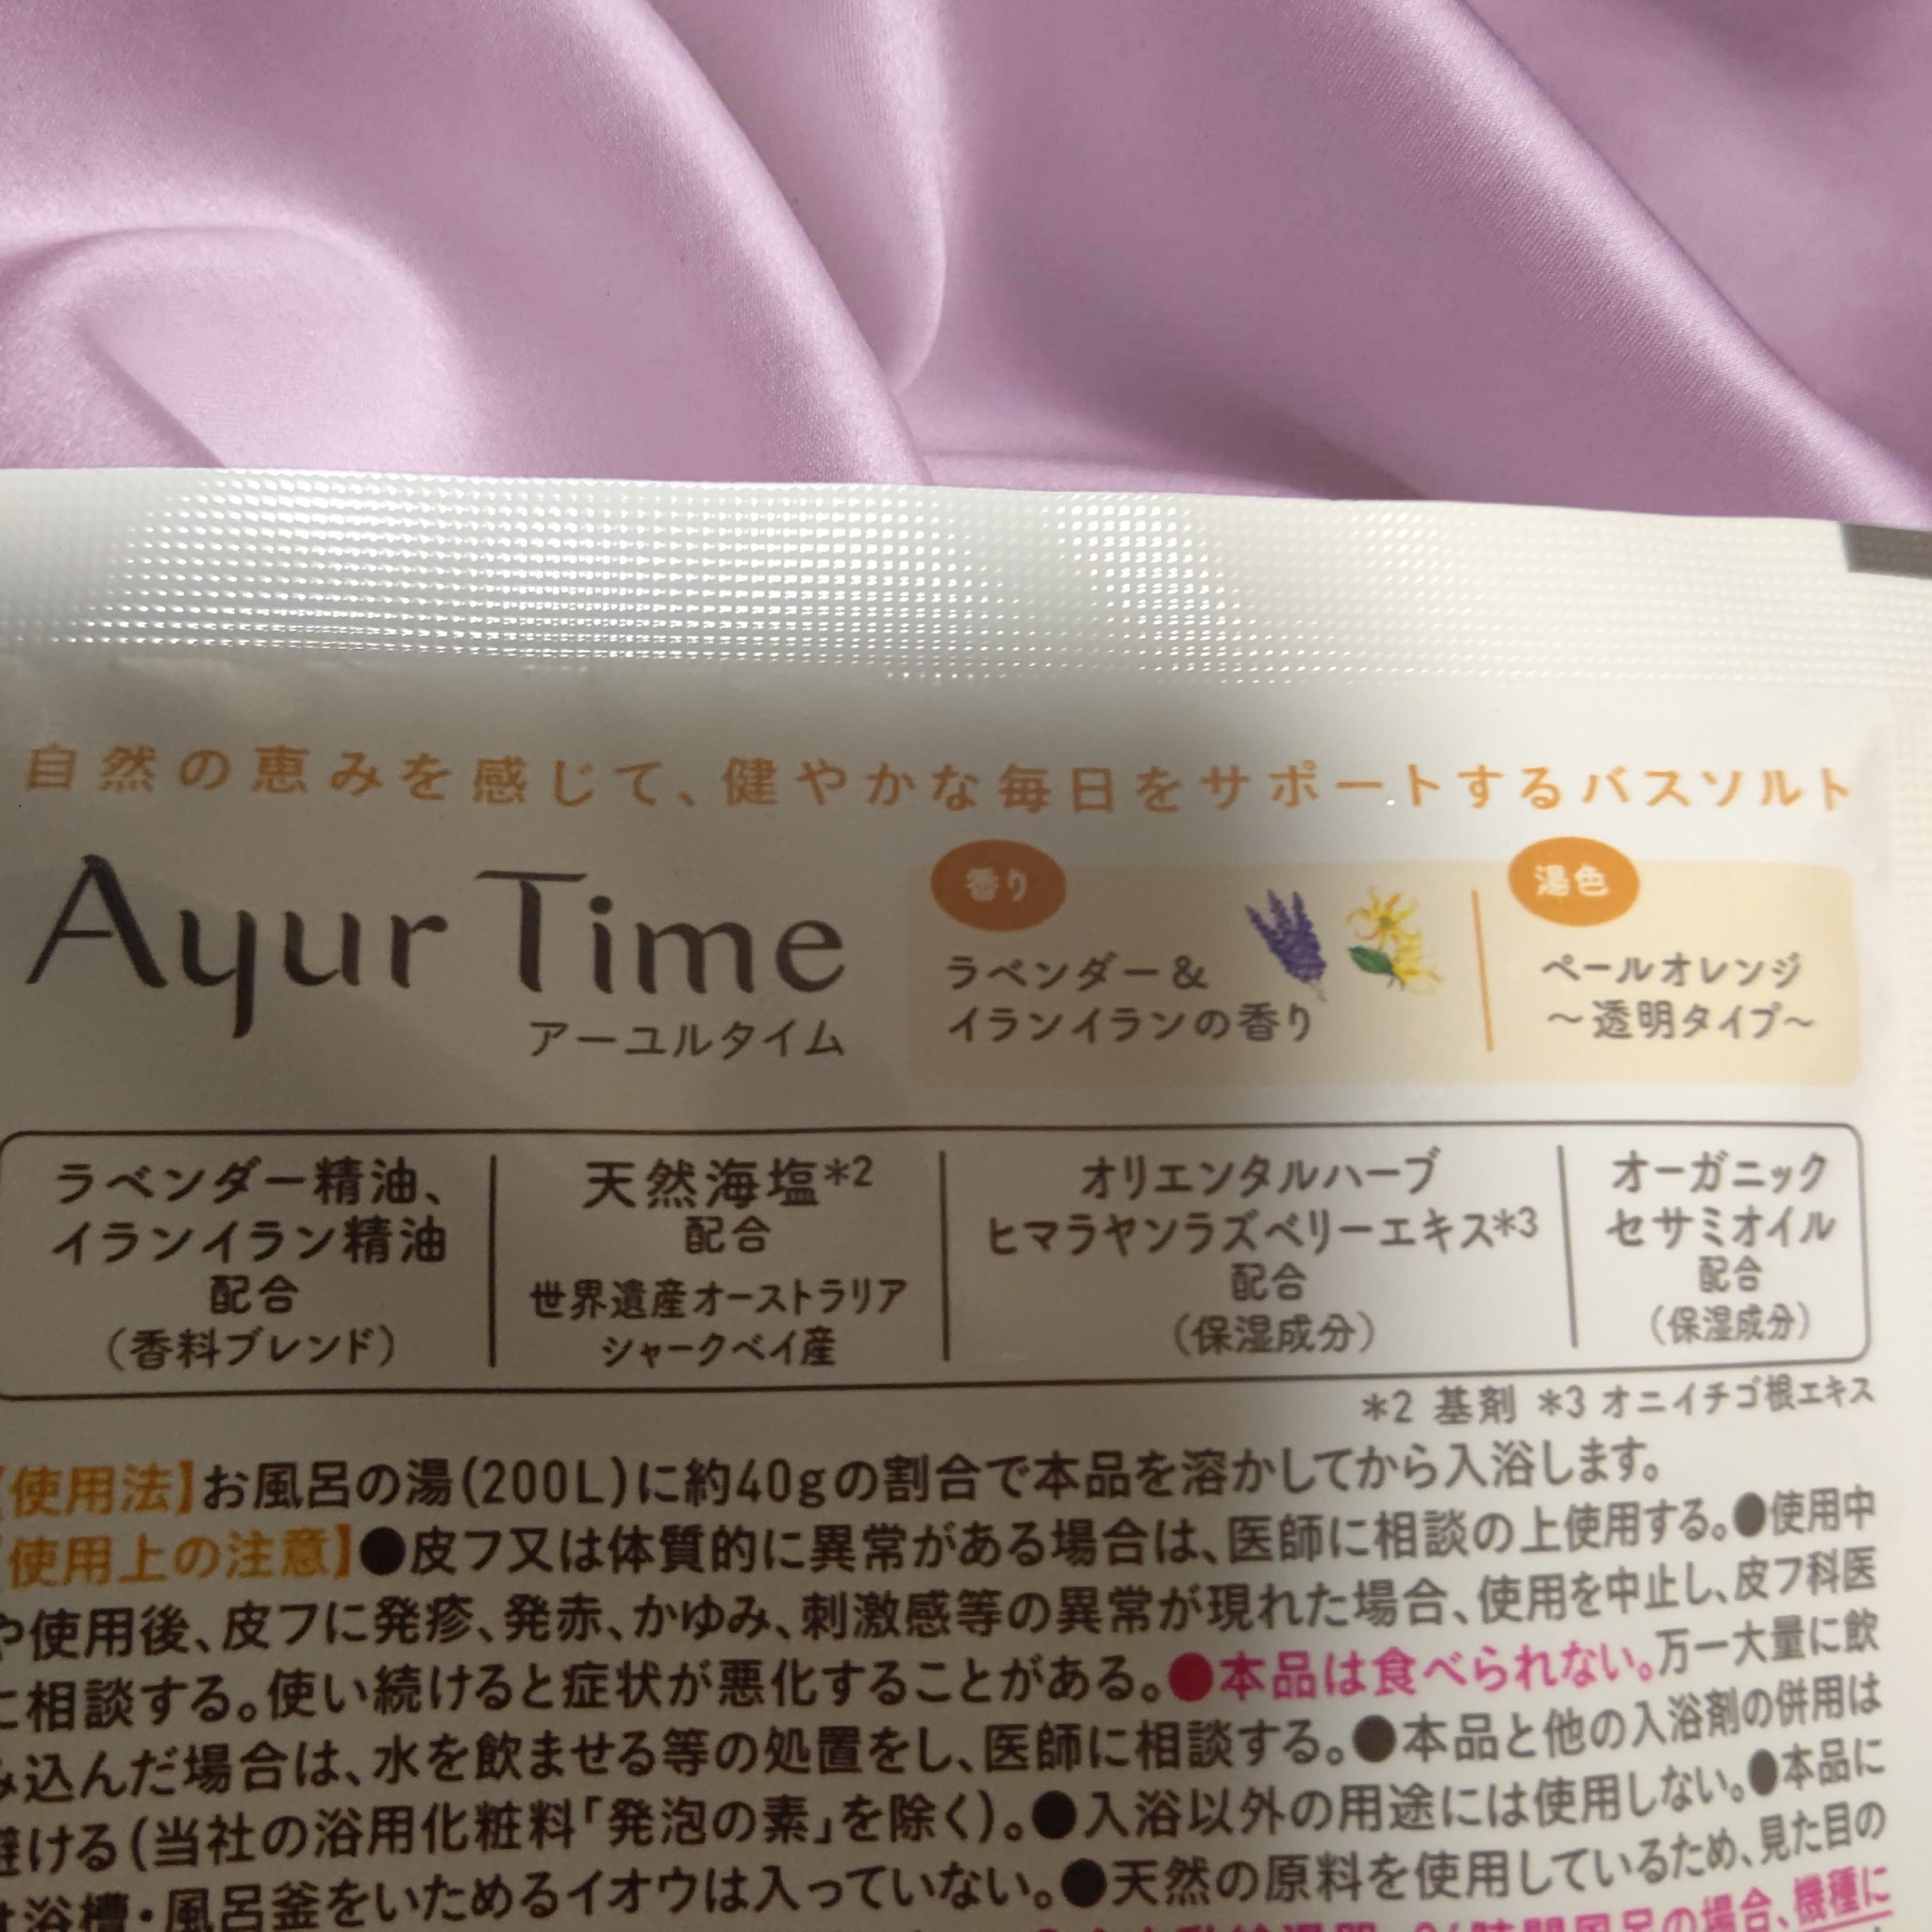 自然の恵みを感じて、健やかな毎日をサポートするバスソルト
Ayur Time
アーユルタイム
香り
ラベンダー&
イランイランの香り
湯色
ペールオレンジ
～透明タイプ～
ラベンダー精油、
イランイラン精油
配合
（香料ブレンド）
天然海塩*2
配合
世界遺産オーストラリア
シャークベイ産
オリエンタルハーブ
ヒマラヤンラズベリーエキス*3
配合
（保湿成分）
オーガニック
セサミオイル
配合
（保湿成分）
*2 基剤 *3 オニイチゴ根エキス
【使用法】お風呂の湯(200L)に約40gの割合で本品を溶かしてから入浴します。
【使用上の注意】●皮フ又は体質的に異常がある場合は、医師に相談の上使用する。●使用中
や使用後、皮フに発疹、発赤、かゆみ、刺激感等の異常が現れた場合、使用を中止し、皮フ科医
に相談する。使い続けると症状が悪化することがある。●本品は食べられない。万一大量に飲
み込んだ場合は、水を飲ませる等の処置をし、医師に相談する。●本品と他の入浴剤の併用は
避ける(当社の浴用化粧料「発泡の素」を除く)。●入浴以外の用途には使用しない。●本品に
は浴槽・風呂釜をいためるイオウは入っていない。●天然の原料を使用しているため、見た目の
24時間風呂の場合、機種に